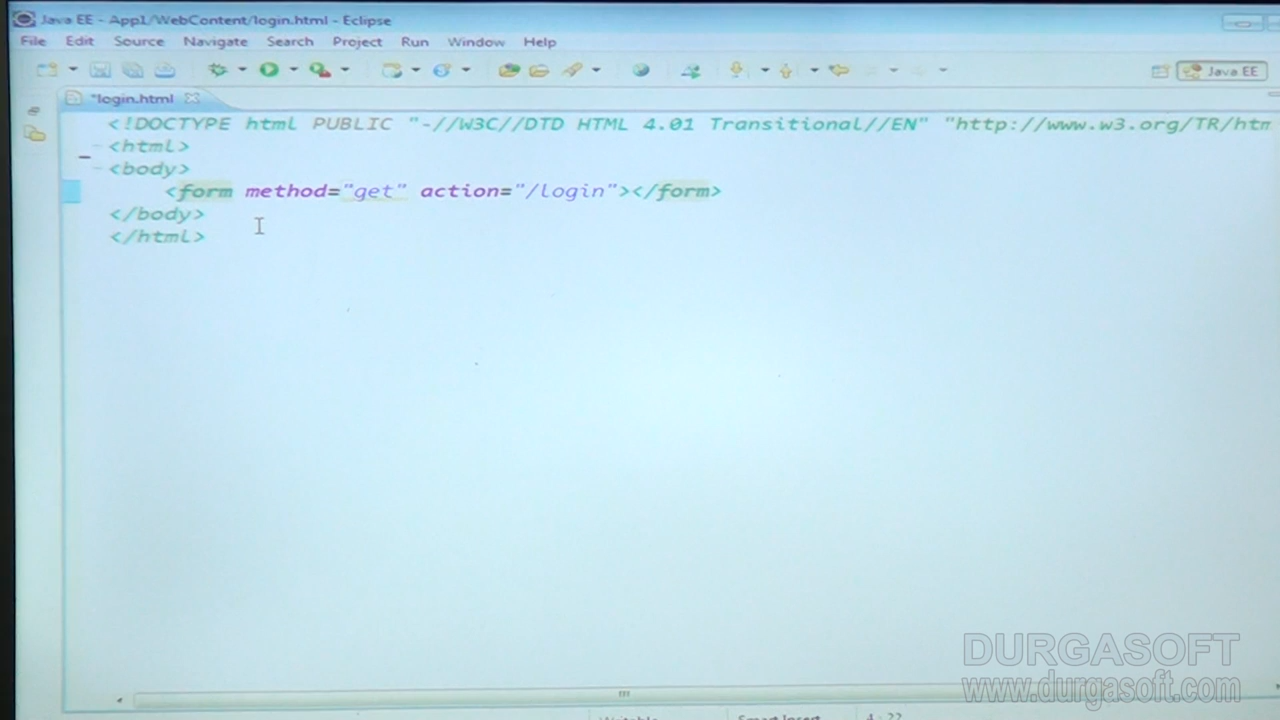 Java EE - App1/WebContent/login.html - Eclipse
File Edit Source Navigate Search Project Run Window Help
Java EE
*login.html
<!DOCTYPE html PUBLIC "-//W3C//DTD HTML 4.01 Transitional//EN" "http://www.w3.org/TR/htm
<html>
<body>
<form method="get" action="/login"></form>
</body>
</html>
DURGASOFT
www.durgasoft.com
Smart Insert
4 : 22